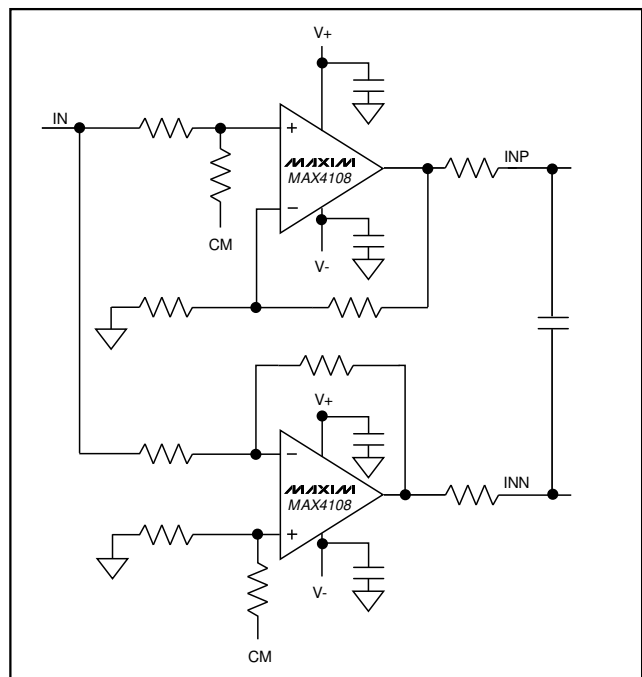 V+
IN
+
MAXIM
MAX4108
−
INP
CM
V-
V+
−
MAXIM
MAX4108
INN
+
V-
CM